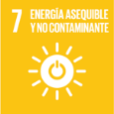 7 ENERGÍA ASEQUIBLE
Y NO CONTAMINANTE